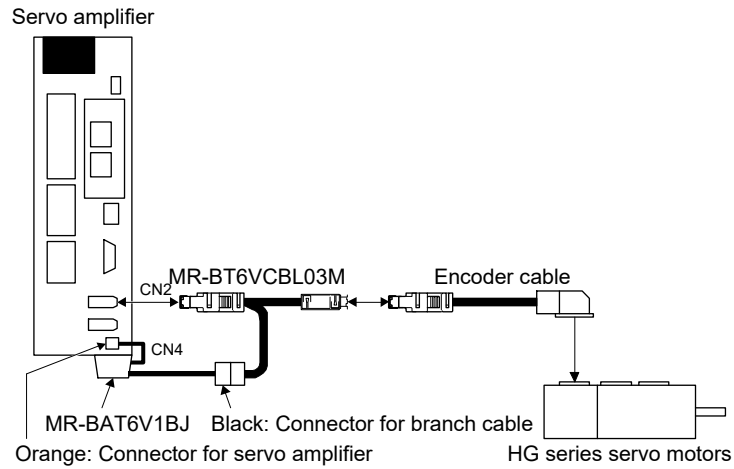 Servo amplifier
MR-BT6VCBL03M
Encoder cable
CN2
CN4
MR-BAT6V1BJ
Black: Connector for branch cable
Orange: Connector for servo amplifier
HG series servo motors